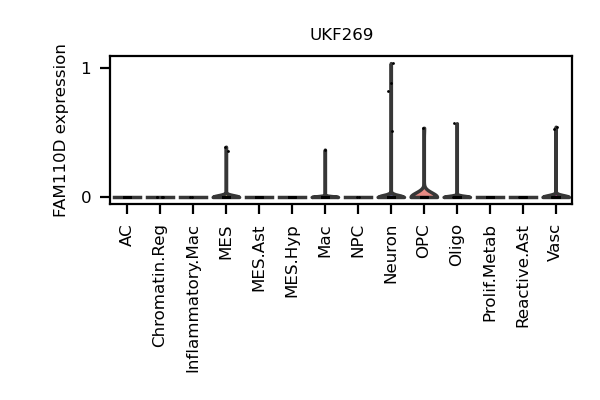 UKF269
FAM110D expression
1
0
AC
Chromatin.Reg
Inflammatory.Mac
MES
MES.Ast
MES.Hyp
Mac
NPC
Neuron
OPC
Oligo
Prolif.Metab
Reactive.Ast
Vasc